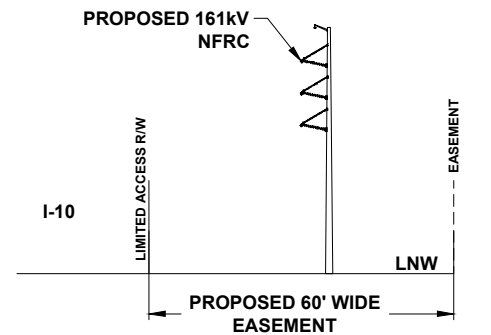 PROPOSED 161kV
NFRC
LIMITED ACCESS R/W
EASEMENT
I-10
LNW
PROPOSED 60' WIDE
EASEMENT